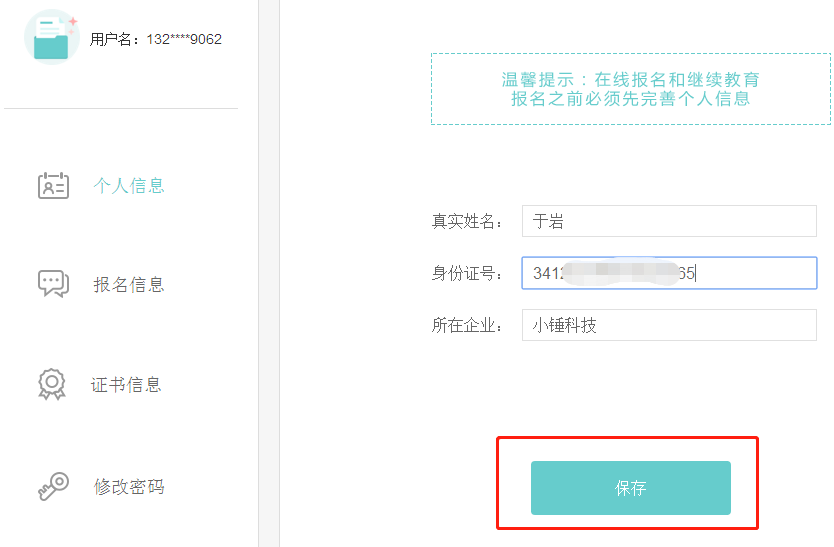 用户名：132****9062
个人信息
报名信息
证书信息
修改密码
温馨提示：在线报名和继续教育
报名之前必须先完善个人信息
真实姓名： 于岩
身份证号： 3412 65
所在企业： 小锤科技
保存